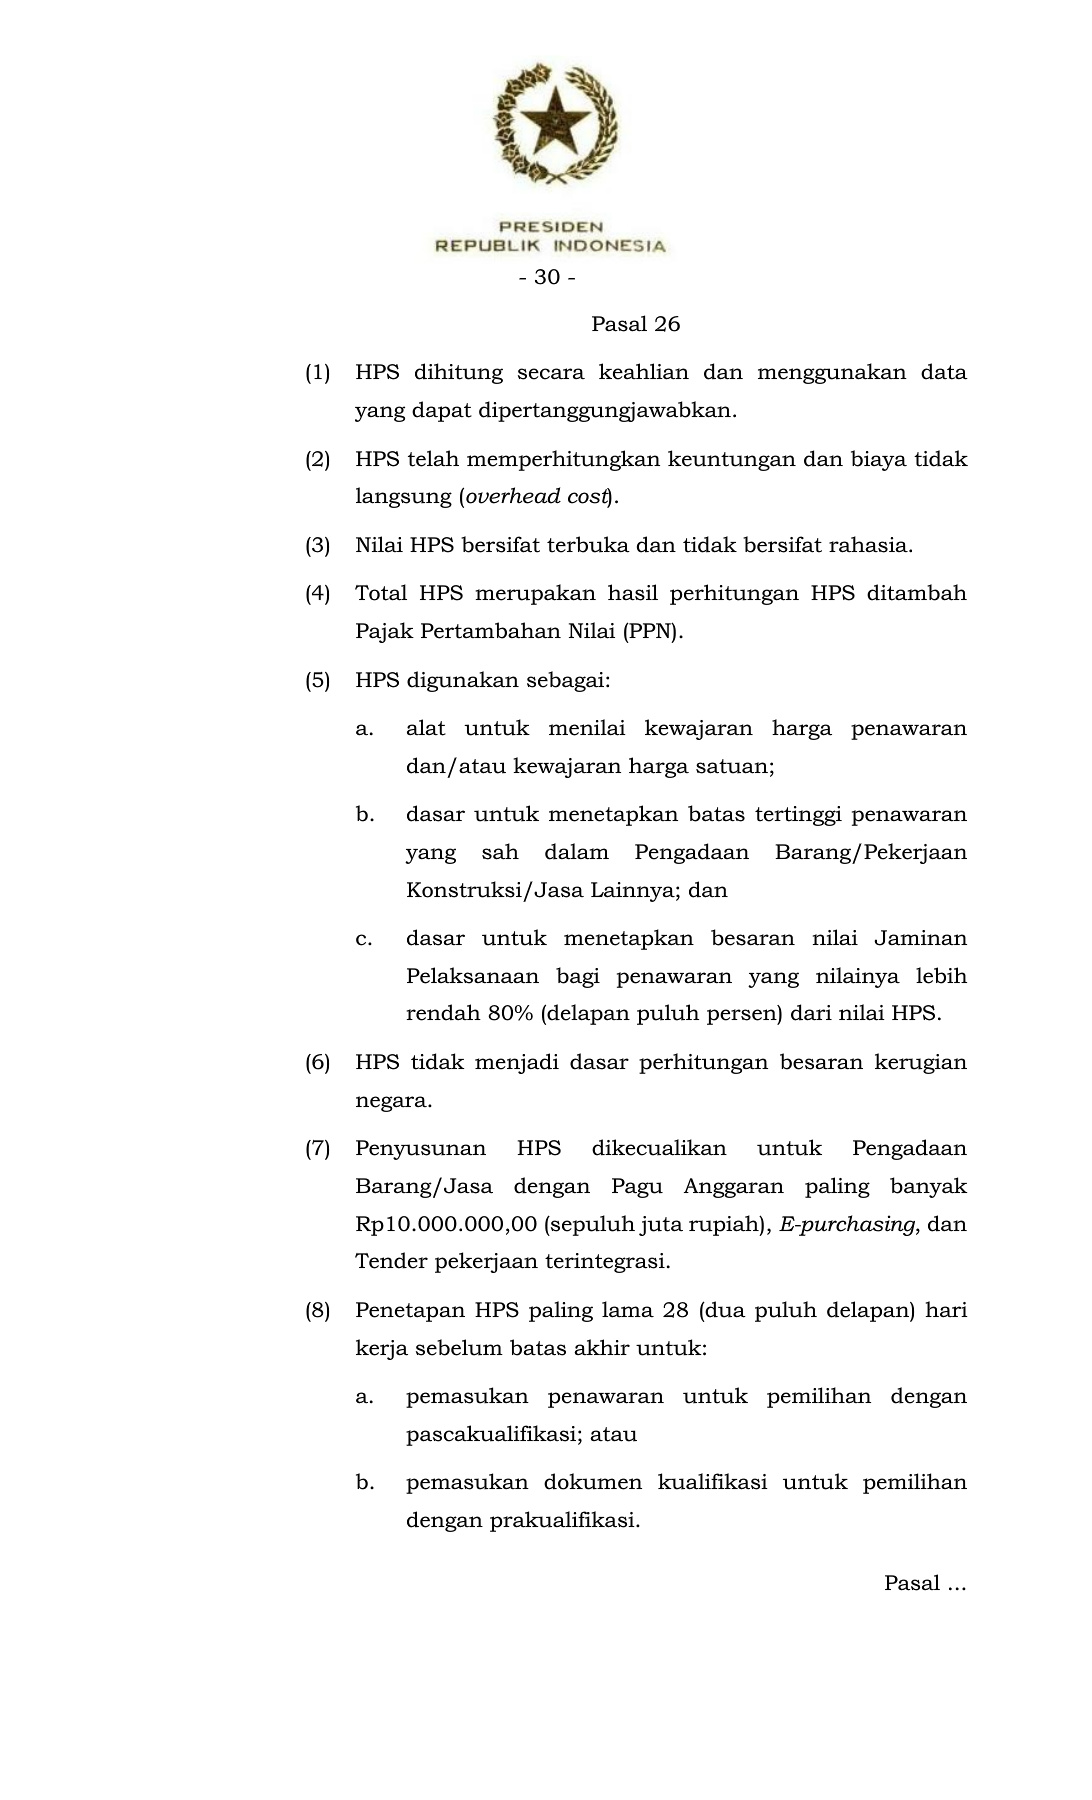 PRESIDEN
REPUBLIK INDONESIA
- 30 -
Pasal 26
(1) HPS dihitung secara keahlian dan menggunakan data
yang dapat dipertanggungjawabkan.
(2) HPS telah memperhitungkan keuntungan dan biaya tidak
langsung (overhead cost).
(3) Nilai HPS bersifat terbuka dan tidak bersifat rahasia.
(4) Total HPS merupakan hasil perhitungan HPS ditambah
Pajak Pertambahan Nilai (PPN).
(5) HPS digunakan sebagai:
a. alat untuk menilai kewajaran harga penawaran
dan/atau kewajaran harga satuan;
b. dasar untuk menetapkan batas tertinggi penawaran
yang sah dalam Pengadaan Barang/Pekerjaan
Konstruksi/Jasa Lainnya; dan
c. dasar untuk menetapkan besaran nilai Jaminan
Pelaksanaan bagi penawaran yang nilainya lebih
rendah 80% (delapan puluh persen) dari nilai HPS.
(6) HPS tidak menjadi dasar perhitungan besaran kerugian
negara.
(7) Penyusunan HPS dikecualikan untuk Pengadaan
Barang/Jasa dengan Pagu Anggaran paling banyak
Rp10.000.000,00 (sepuluh juta rupiah), E-purchasing, dan
Tender pekerjaan terintegrasi.
(8) Penetapan HPS paling lama 28 (dua puluh delapan) hari
kerja sebelum batas akhir untuk:
a. pemasukan penawaran untuk pemilihan dengan
pascakualifikasi; atau
b. pemasukan dokumen kualifikasi untuk pemilihan
dengan prakualifikasi.
Pasal ...